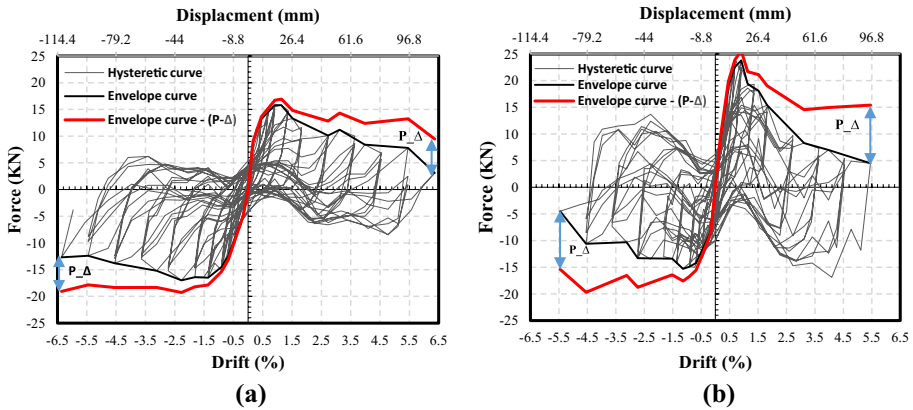 Displacment (mm)
-114.4 -79.2 -44 -8.8 26.4 61.6 96.8
25
20
15
10
5
0
-5
-10
-15
-20
-25
Force (KN)
Hysteretic curve
Envelope curve
Envelope curve - (P-Δ)
P_Δ
P_Δ
-6.5 -5.5 -4.5 -3.5 -2.5 -1.5 -0.5 0.5 1.5 2.5 3.5 4.5 5.5 6.5
Drift (%)
(a)
Displacement (mm)
-114.4 -79.2 -44 -8.8 26.4 61.6 96.8
25
20
15
10
5
0
-5
-10
-15
-20
-25
Force (KN)
Hysteretic curve
Envelope curve
Envelope curve - (P-Δ)
P_Δ
P_Δ
-6.5 -5.5 -4.5 -3.5 -2.5 -1.5 -0.5 0.5 1.5 2.5 3.5 4.5 5.5 6.5
Drift (%)
(b)